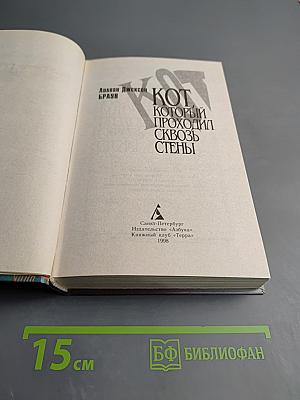 КОТ
Лилиан Джексон
БРАУН
КОТ,
КОТОРЫЙ
ПРОХОДИЛ
СКВОЗЬ
СТЕНЫ
А
Санкт-Петербург
Издательство «Азбука»
Книжный клуб «Терра»
1998
15 см
БФ БИБЛИОФАН